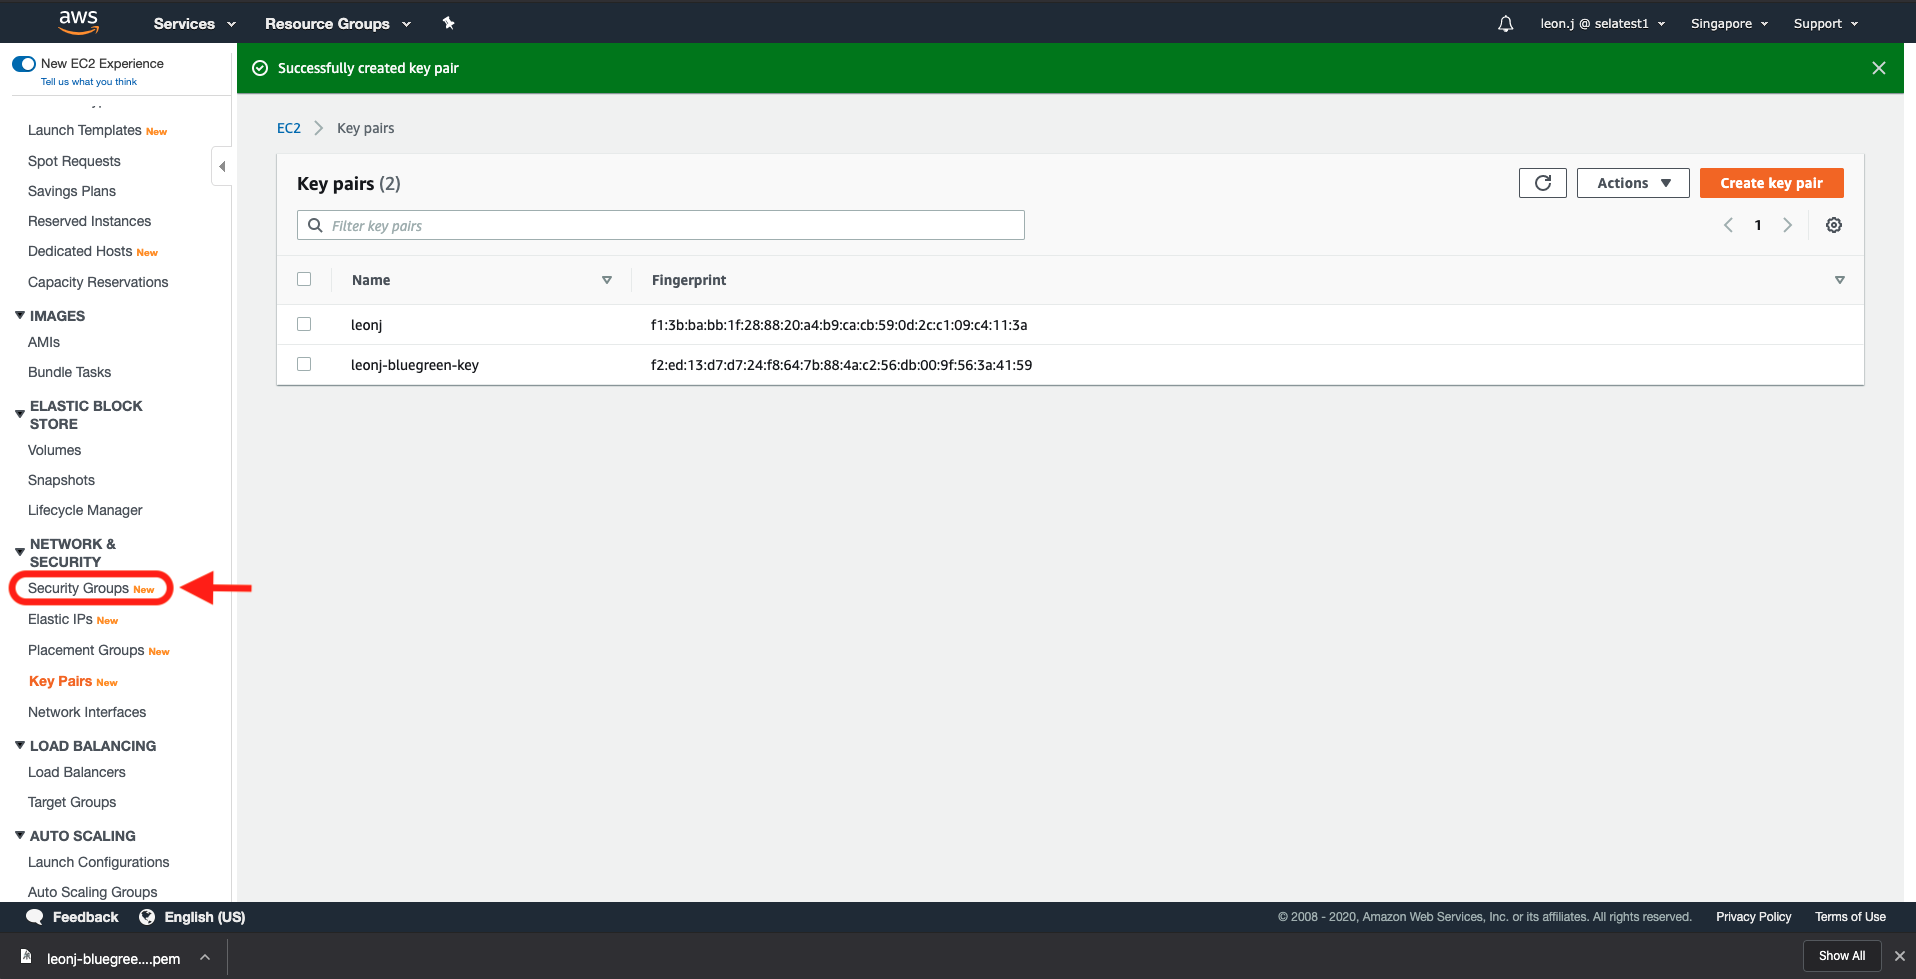 aws Services Resource Groups leon.j @ selatest1 Singapore Support
New EC2 Experience
Tell us what you think
Successfully created key pair
Launch Templates New
Spot Requests
Savings Plans
Reserved Instances
Dedicated Hosts New
Capacity Reservations
IMAGES
AMIs
Bundle Tasks
ELASTIC BLOCK
STORE
Volumes
Snapshots
Lifecycle Manager
NETWORK &
SECURITY
Security Groups New
Elastic IPs New
Placement Groups New
Key Pairs New
Network Interfaces
LOAD BALANCING
Load Balancers
Target Groups
AUTO SCALING
Launch Configurations
Auto Scaling Groups
EC2 Key pairs
Key pairs (2)
Actions Create key pair
Filter key pairs
1
Name Fingerprint
leonj f1:3b:ba:bb:1f:28:88:20:a4:b9:ca:cb:59:0d:2c:c1:09:c4:11:3a
leonj-bluegreen-key f2:ed:13:d7:d7:24:f8:64:7b:88:4a:c2:56:db:00:9f:56:3a:41:59
Feedback English (US) © 2008 - 2020, Amazon Web Services, Inc. or its affiliates. All rights reserved. Privacy Policy Terms of Use
leonj-bluegree....pem Show All